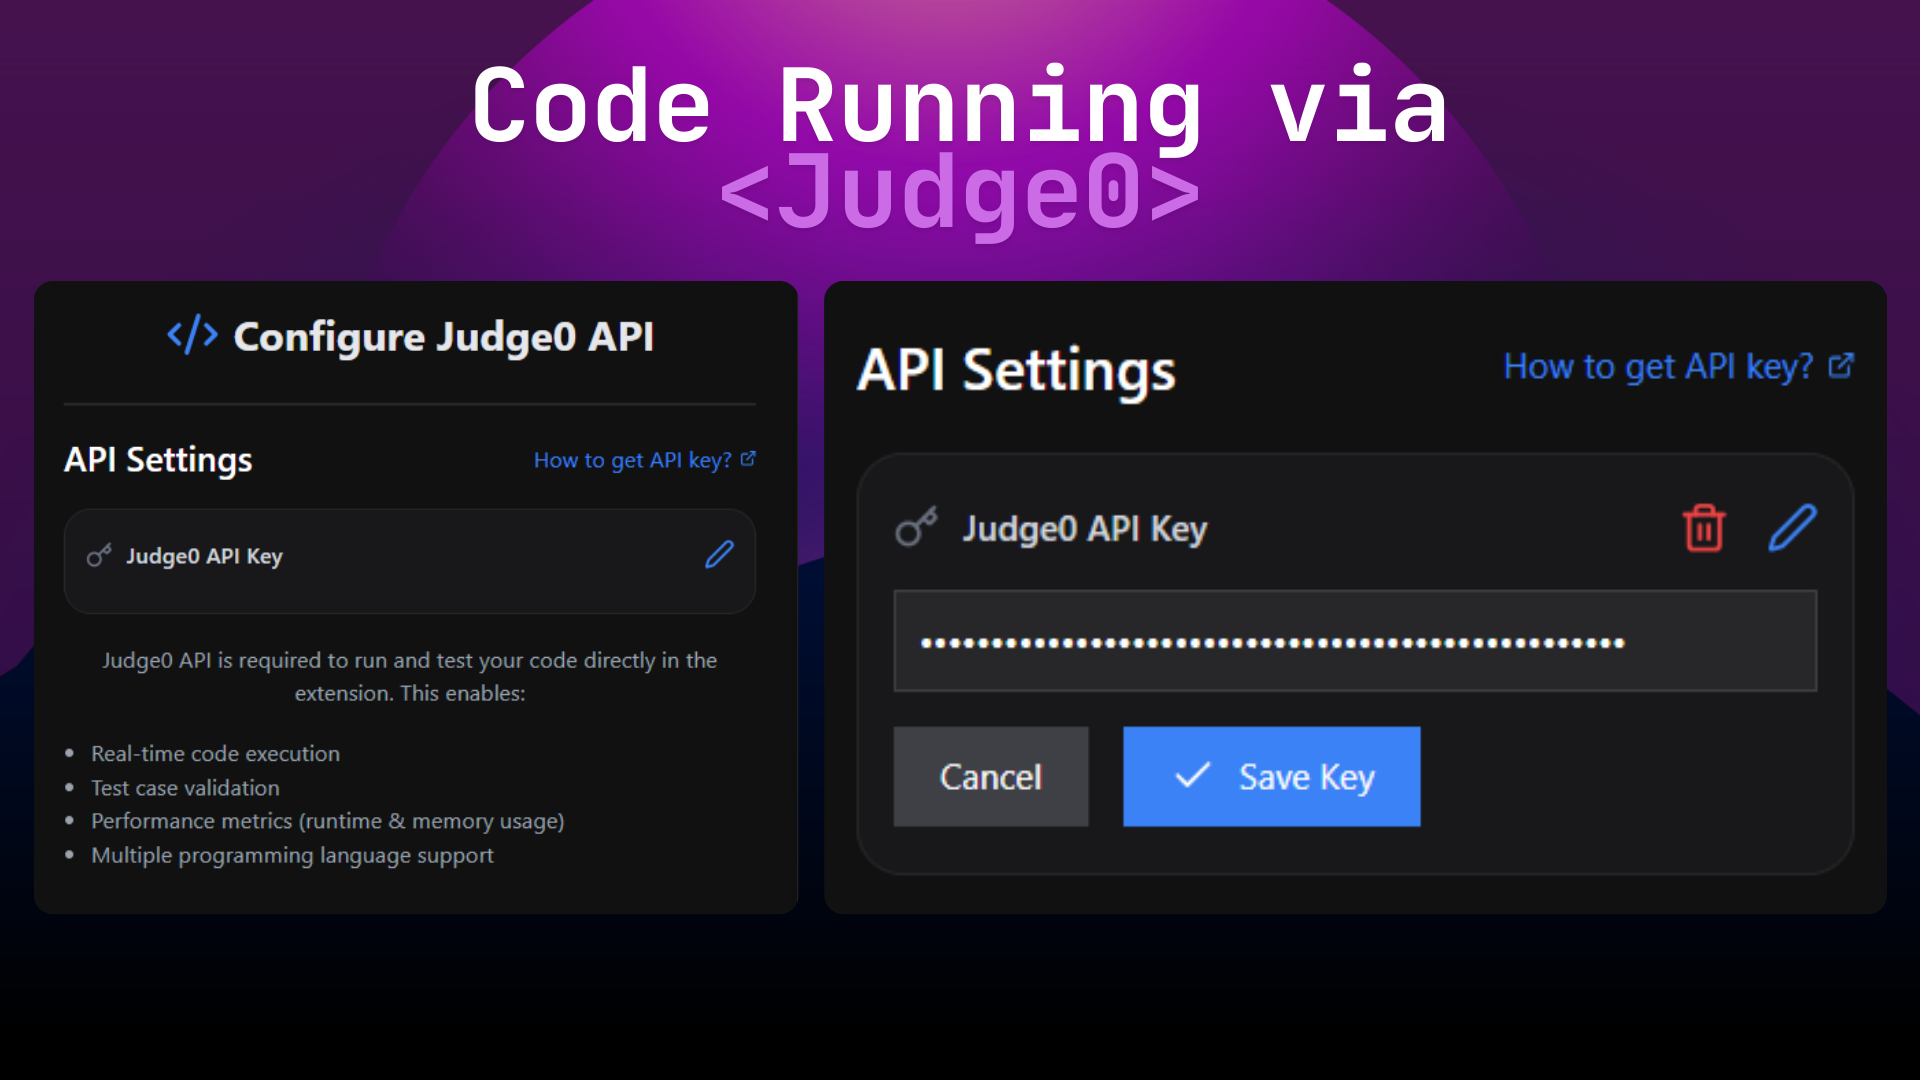 Code Running via
<Judge0>
</> Configure Judge0 API
API Settings
How to get API key?
Judge0 API Key
Judge0 API is required to run and test your code directly in the
extension. This enables:
• Real-time code execution
• Test case validation
• Performance metrics (runtime & memory usage)
• Multiple programming language support
API Settings
How to get API key?
Judge0 API Key
Cancel
Save Key